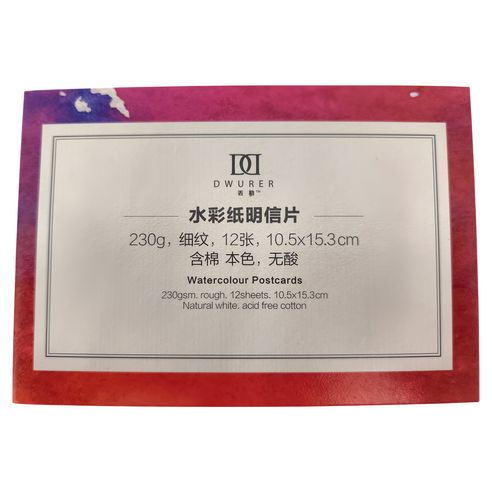 DWURER
水彩纸明信片
230g，细纹，12张，10.5x15.3cm
含棉 本色，无酸
Watercolour Postcards
230gsm. rough. 12sheets. 10.5x15.3cm
Natural white. acid free cotton